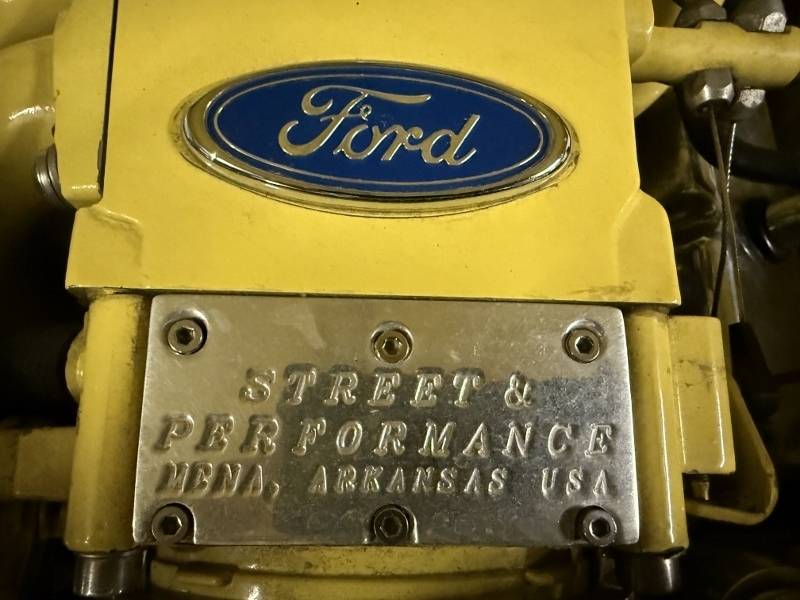 Ford
STREET &
PERFORMANCE
MENA, ARKANSAS USA